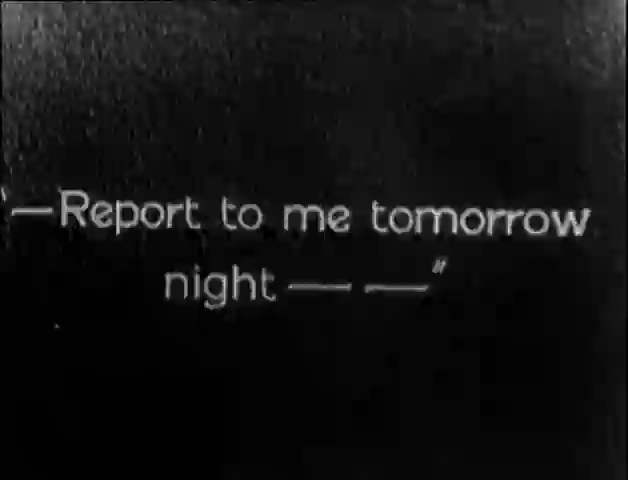 "—Report to me tomorrow
night — —"